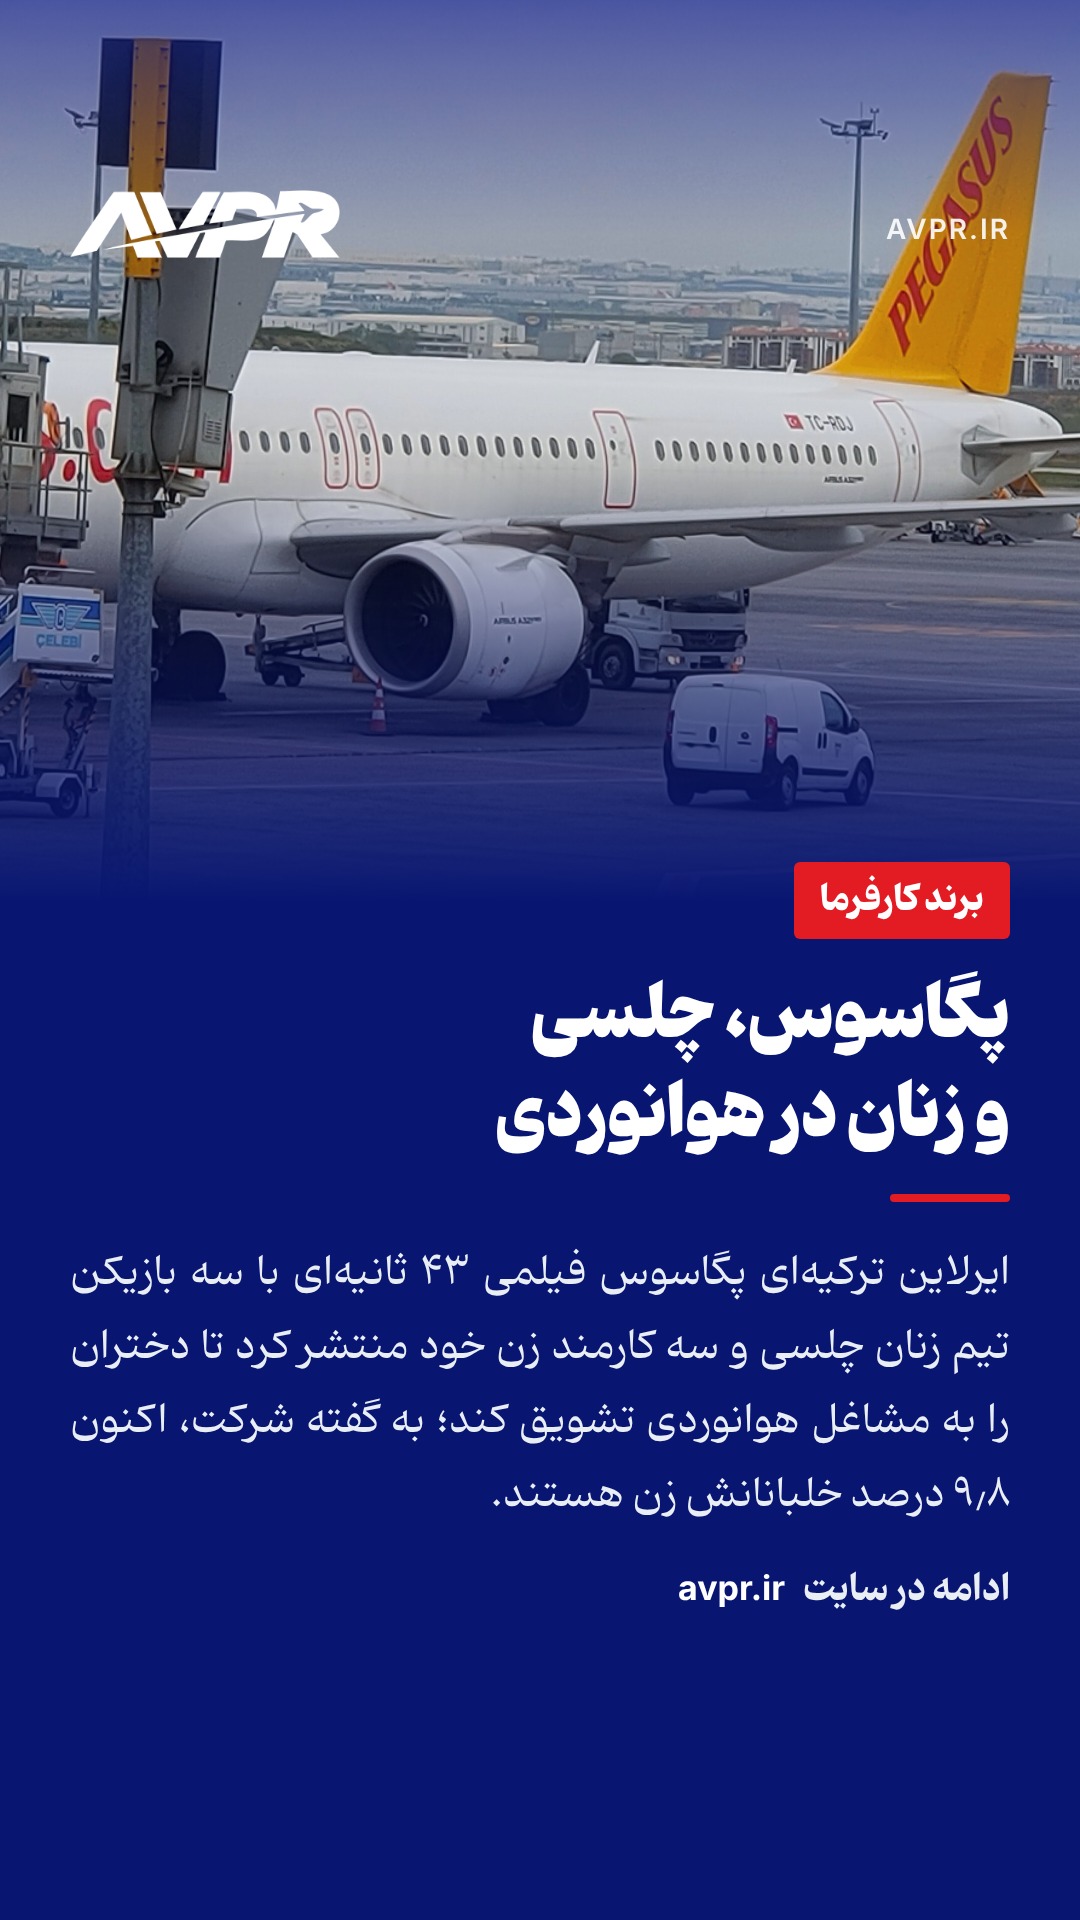 AVPR
AVPR.IR
PEGASUS
TC-RDJ
ÇELEBİ
برند کارفرما
پگاسوس، چلسی
و زنان در هوانوردی
ایرلاین ترکیه‌ای پگاسوس فیلمی ۴۳ ثانیه‌ای با سه بازیکن
تیم زنان چلسی و سه کارمند زن خود منتشر کرد تا دختران
را به مشاغل هوانوردی تشویق کند؛ به گفته شرکت، اکنون
۹٫۸ درصد خلبانانش زن هستند.
ادامه در سایت avpr.ir